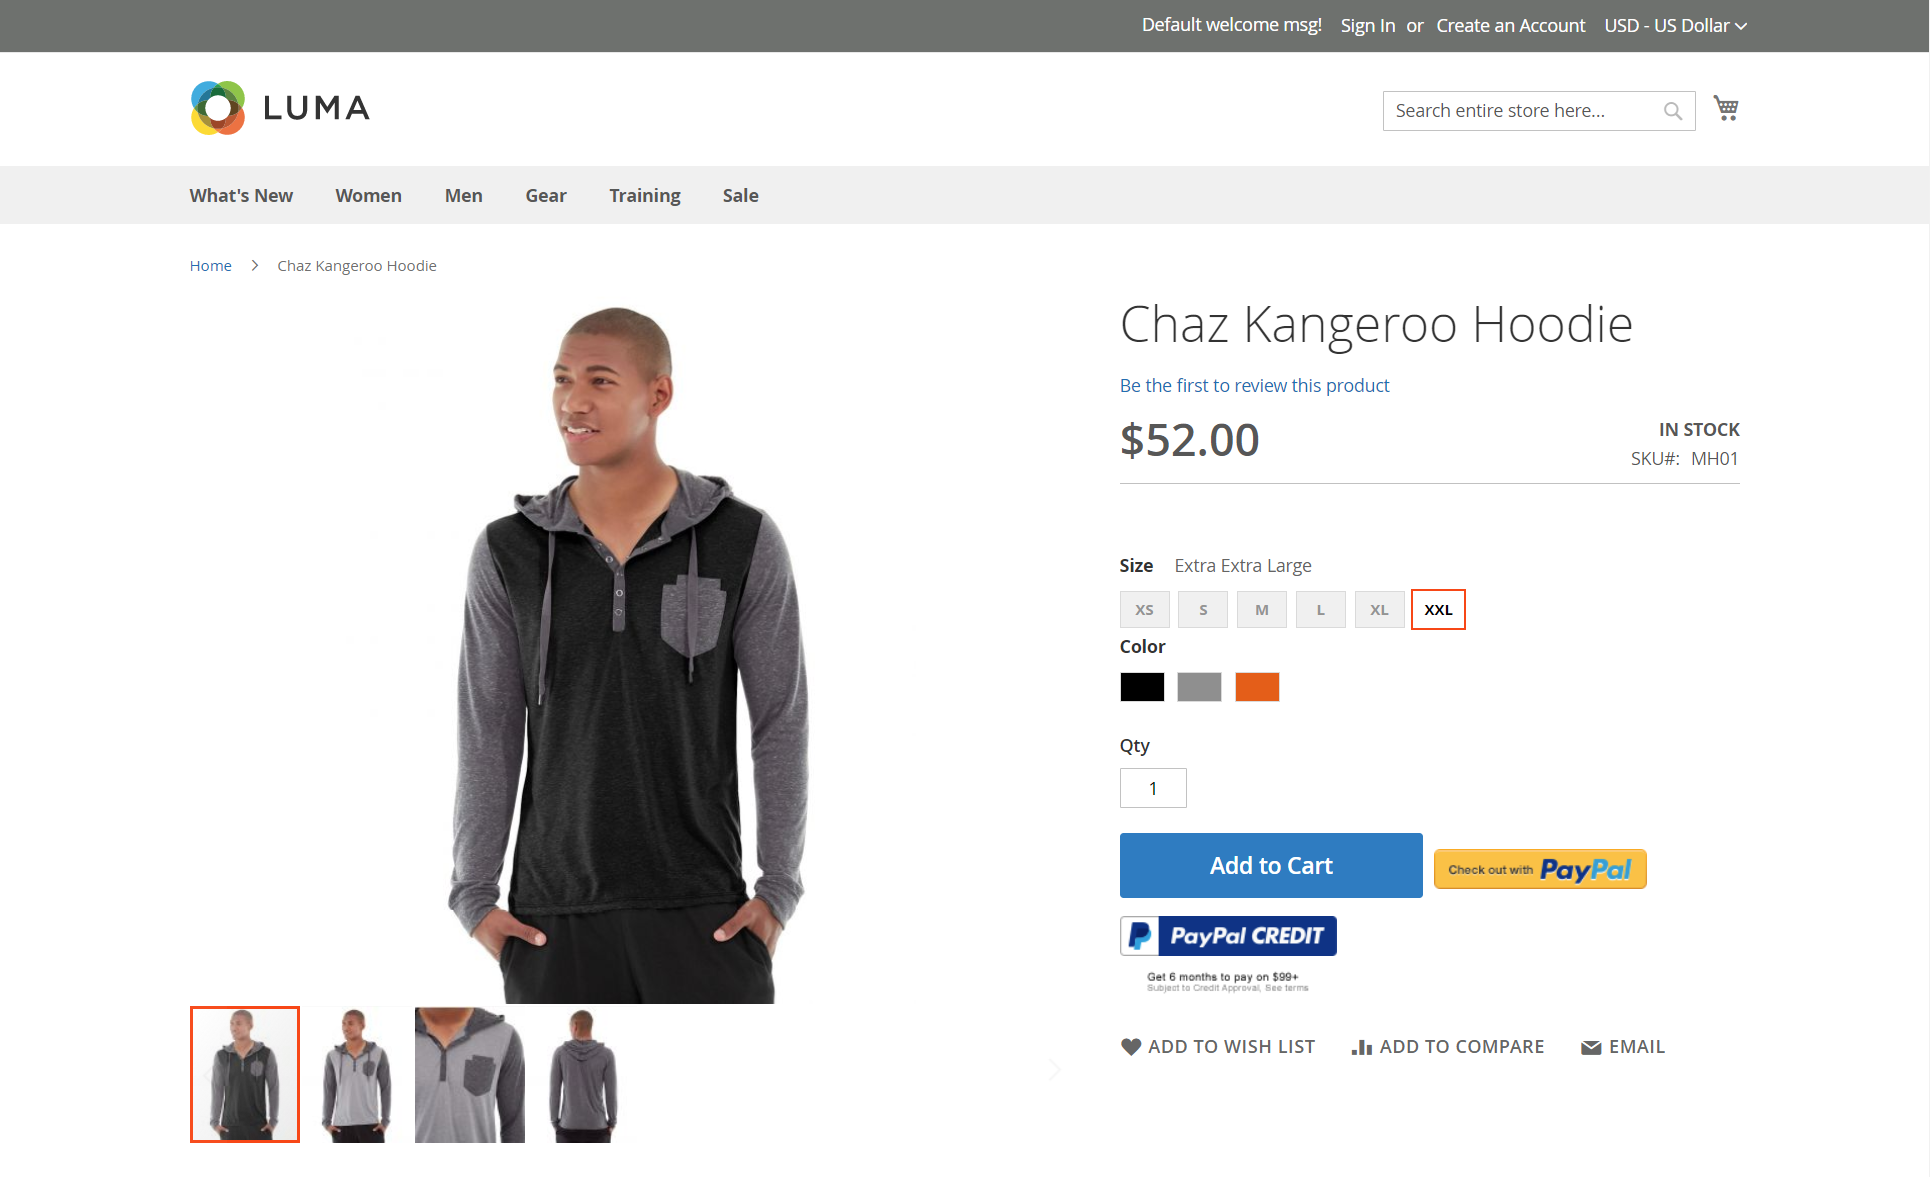 Default welcome msg! Sign In or Create an Account USD - US Dollar
LUMA
Search entire store here...
What's New Women Men Gear Training Sale
Home Chaz Kangeroo Hoodie
Chaz Kangeroo Hoodie
Be the first to review this product
$52.00
IN STOCK
SKU#: MH01
Size Extra Extra Large
XS S M L XL XXL
Color
Qty
1
Add to Cart
Check out with PayPal
PayPal CREDIT
Get 6 months to pay on $99+
Subject to Credit Approval, See terms
ADD TO WISH LIST ADD TO COMPARE EMAIL